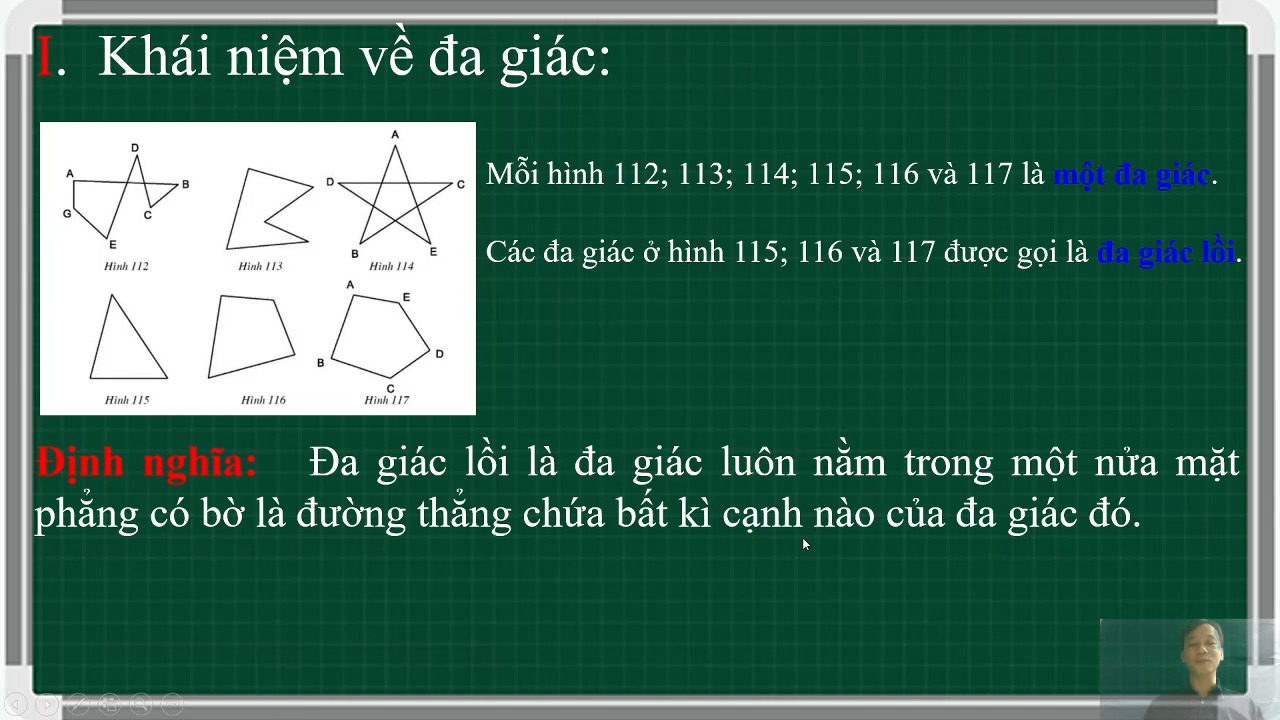 I. Khái niệm về đa giác:
D
A
B
G
C
E
Hình 112
Hình 113
A
D
C
B
E
Hình 114
Mỗi hình 112; 113; 114; 115; 116 và 117 là một đa giác.
Các đa giác ở hình 115; 116 và 117 được gọi là đa giác lồi.
Hình 115
Hình 116
A
E
D
B
C
Hình 117
Định nghĩa: Đa giác lồi là đa giác luôn nằm trong một nửa mặt
phẳng có bờ là đường thẳng chứa bất kì cạnh nào của đa giác đó.